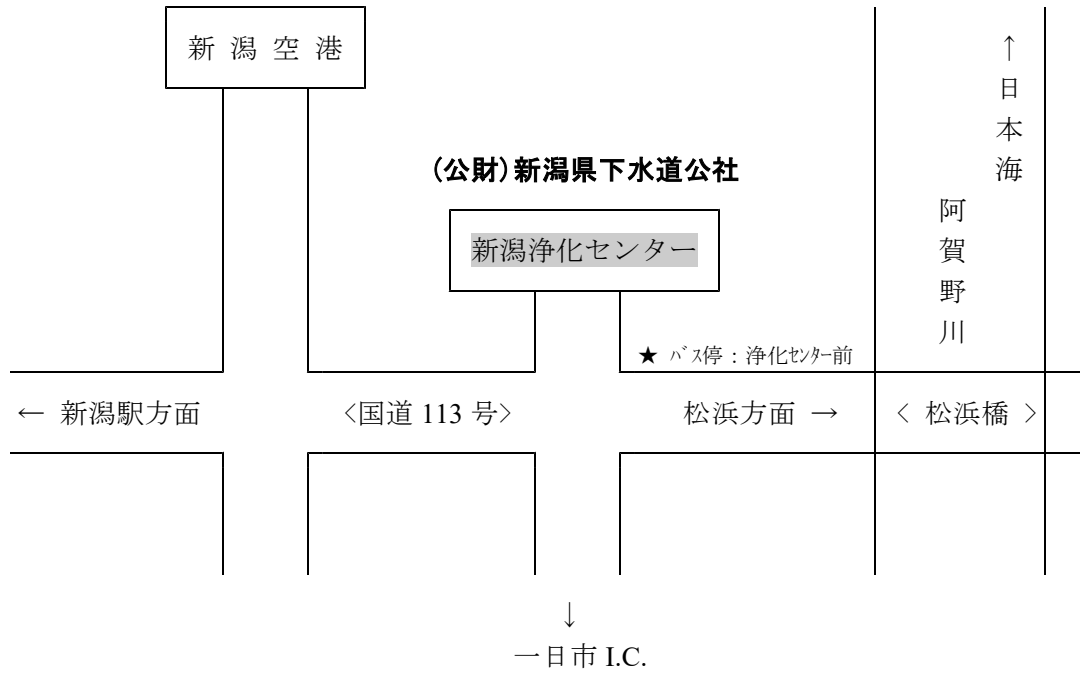 新 潟 空 港
↑日本海
(公財)新潟県下水道公社
阿賀野川
新潟浄化センター
★ ﾊﾞｽ停：浄化ｾﾝﾀｰ前
← 新潟駅方面
<国道 113 号>
松浜方面 →
< 松浜橋 >
↓
一日市 I.C.